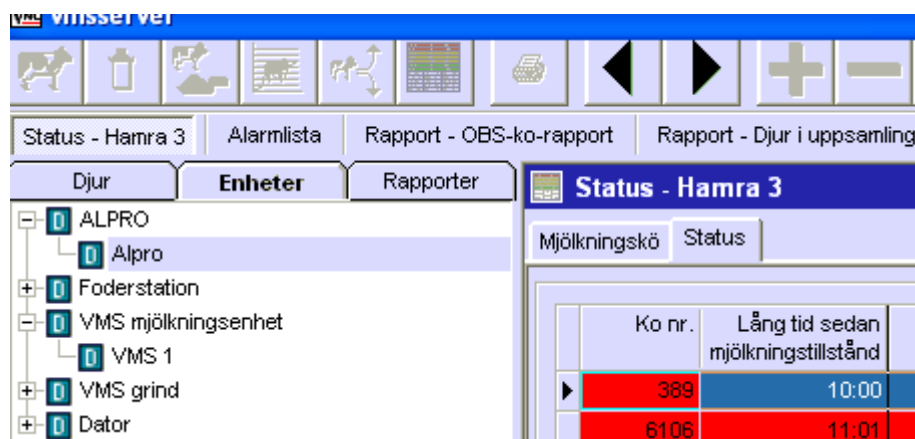 vmsserver
Status - Hamra 3 Alarmlista Rapport - OBS-ko-rapport Rapport - Djur i uppsamling
Djur Enheter Rapporter
Status - Hamra 3
Mjölkningskö Status
ALPRO
Alpro
Foderstation
VMS mjölkningsenhet
VMS 1
VMS grind
Dator
Ko nr. Lång tid sedan
mjölkningstillstånd
389 10:00
6106 11:01